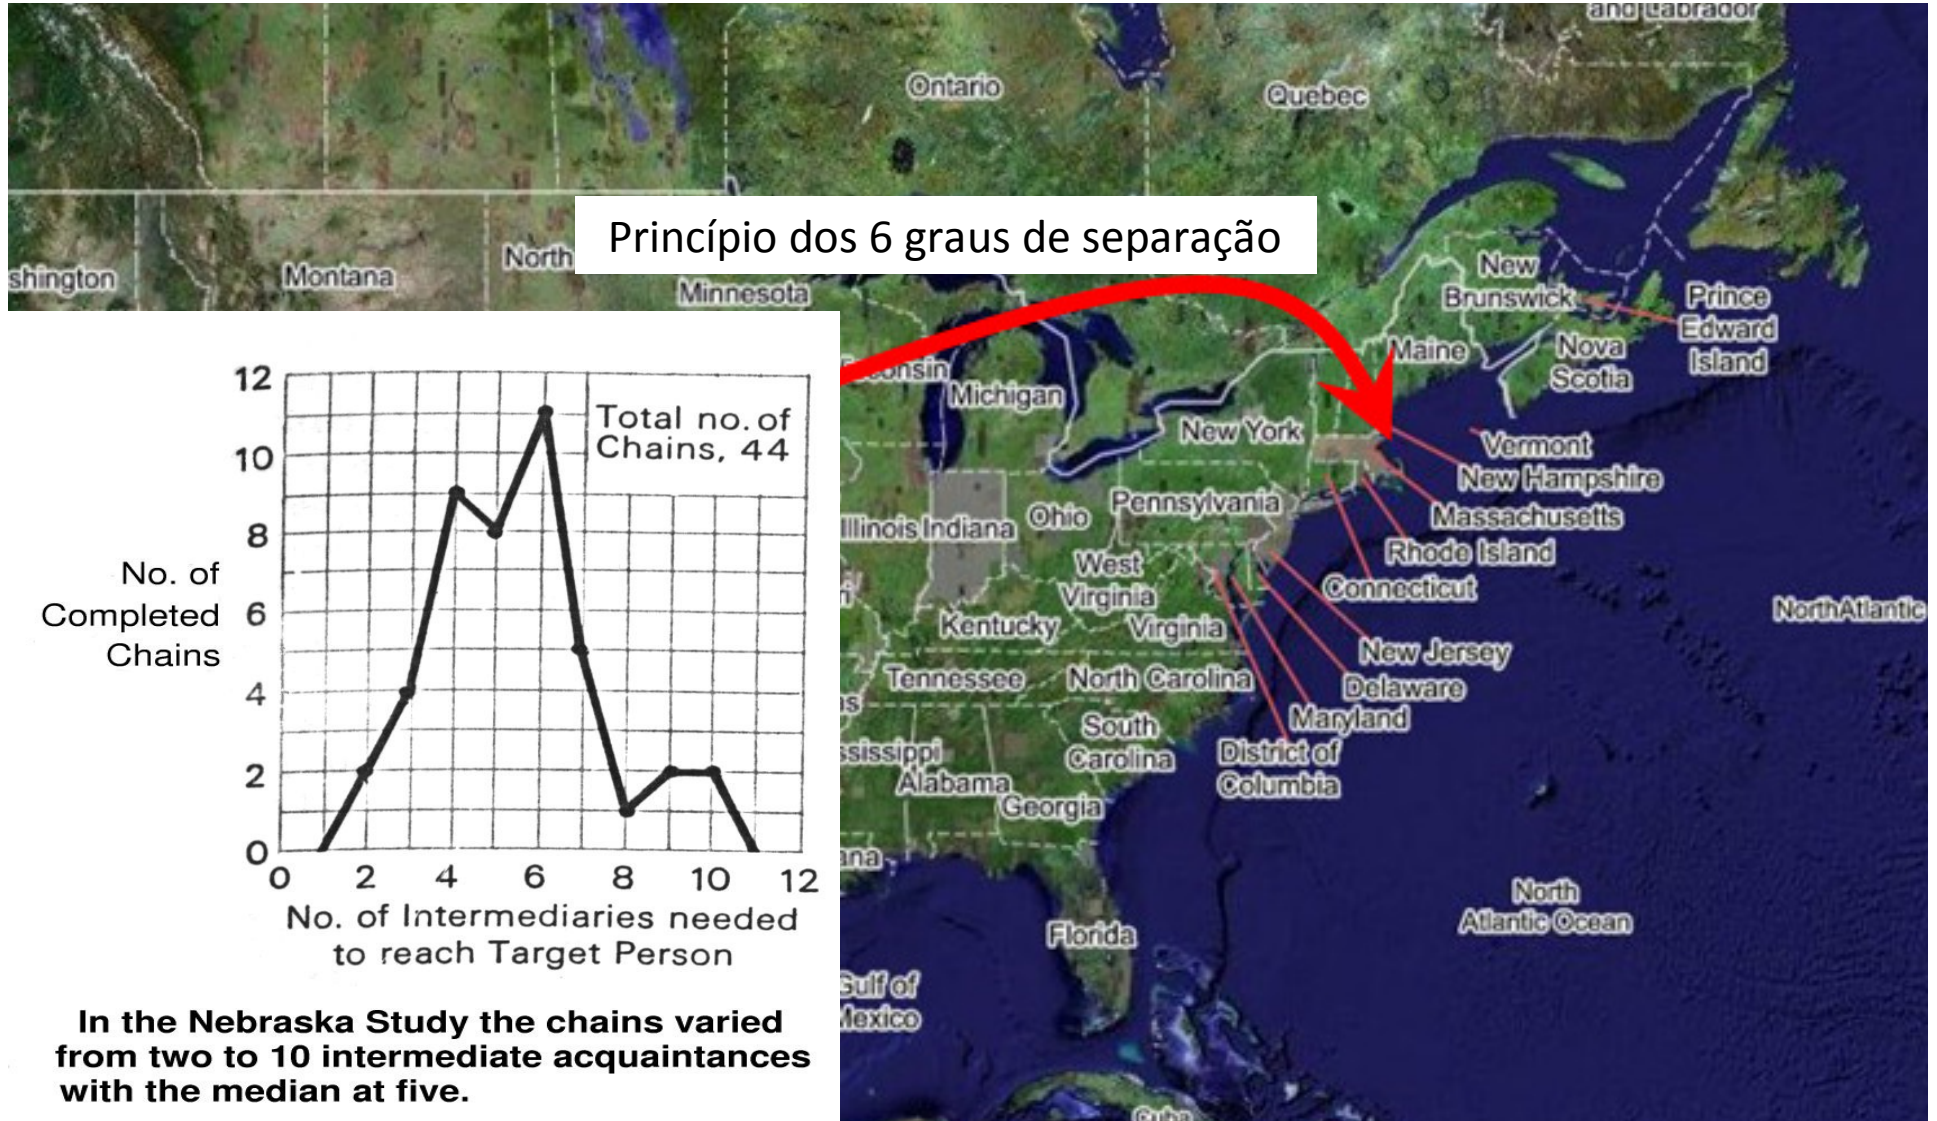 and Labrador
Ontario
Quebec
Princípio dos 6 graus de separação
shington
Montana
North
Minnesota
New
Brunswick
Prince
Edward
Island
Maine
Nova
Scotia
Michigan
New York
Vermont
New Hampshire
Massachusetts
Rhode Island
Connecticut
Pennsylvania
Illinois
Indiana
Ohio
West
Virginia
Kentucky
Virginia
NorthAtlantic
New Jersey
Delaware
Maryland
District of
Columbia
Tennessee
North Carolina
South
Carolina
ssissippi
Alabama
Georgia
North
Atlantic Ocean
Florida
Gulf of
Mexico
Cuba
12
10
8
6
4
2
0
Total no. of
Chains, 44
No. of
Completed
Chains
0 2 4 6 8 10 12
No. of Intermediaries needed
to reach Target Person
In the Nebraska Study the chains varied
from two to 10 intermediate acquaintances
with the median at five.